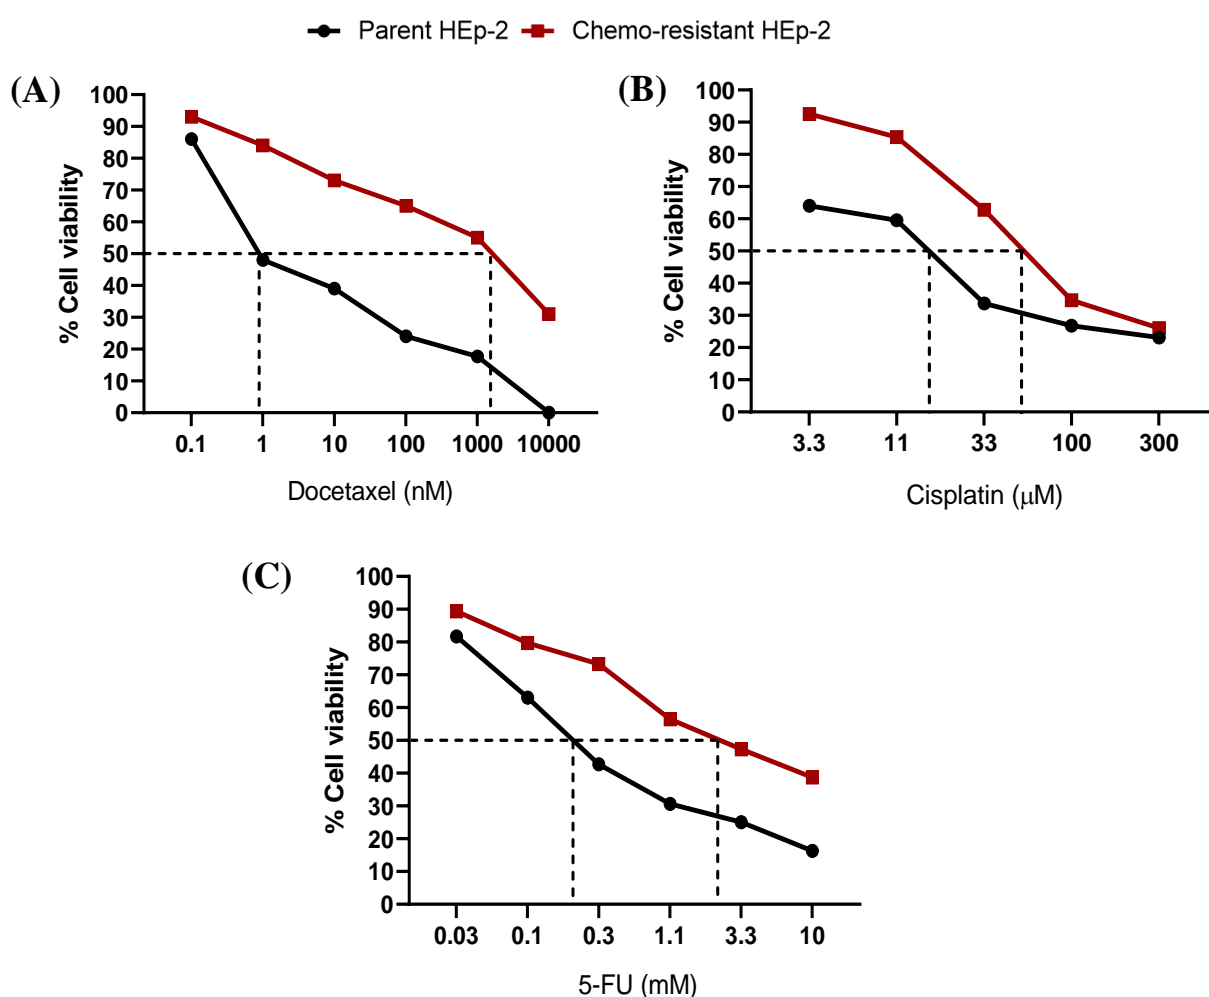 Parent HEp-2 Chemo-resistant HEp-2
(A)
% Cell viability
100
90
80
70
60
50
40
30
20
10
0
0.1 1 10 100 1000 10000
Docetaxel (nM)
(B)
% Cell viability
100
90
80
70
60
50
40
30
20
10
0
3.3 11 33 100 300
Cisplatin (μM)
(C)
% Cell viability
100
90
80
70
60
50
40
30
20
10
0
0.03 0.1 0.3 1.1 3.3 10
5-FU (mM)